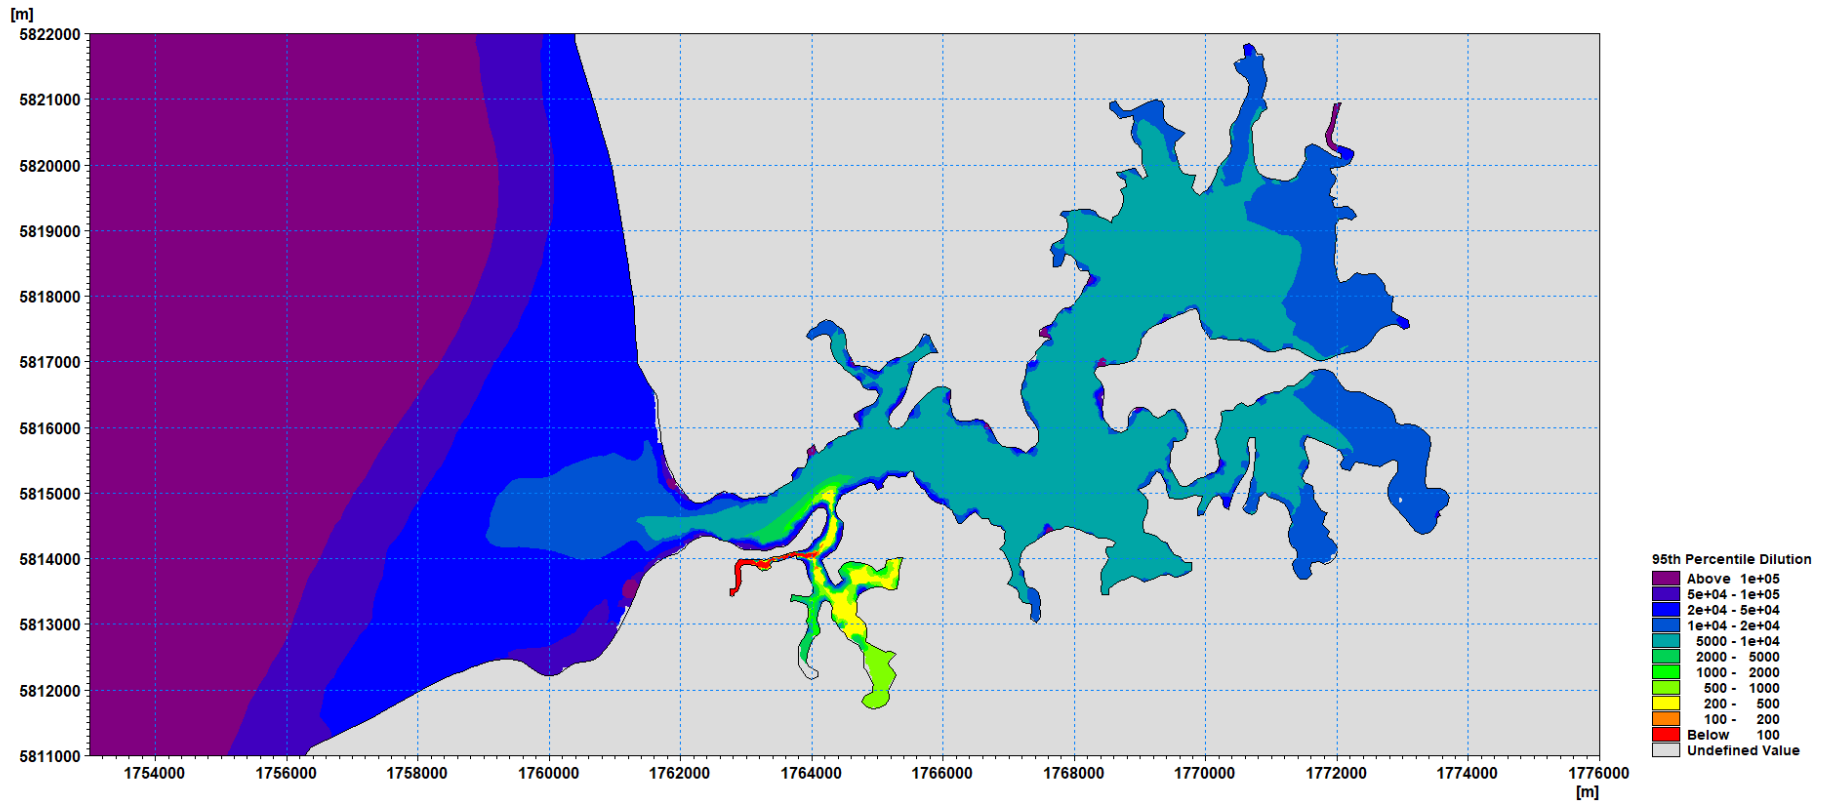 [m]
5822000
5821000
5820000
5819000
5818000
5817000
5816000
5815000
5814000
5813000
5812000
5811000
1754000 1756000 1758000 1760000 1762000 1764000 1766000 1768000 1770000 1772000 1774000 1776000
[m]
95th Percentile Dilution
Above 1e+05
5e+04 - 1e+05
2e+04 - 5e+04
1e+04 - 2e+04
5000 - 1e+04
2000 - 5000
1000 - 2000
500 - 1000
200 - 500
100 - 200
Below 100
Undefined Value